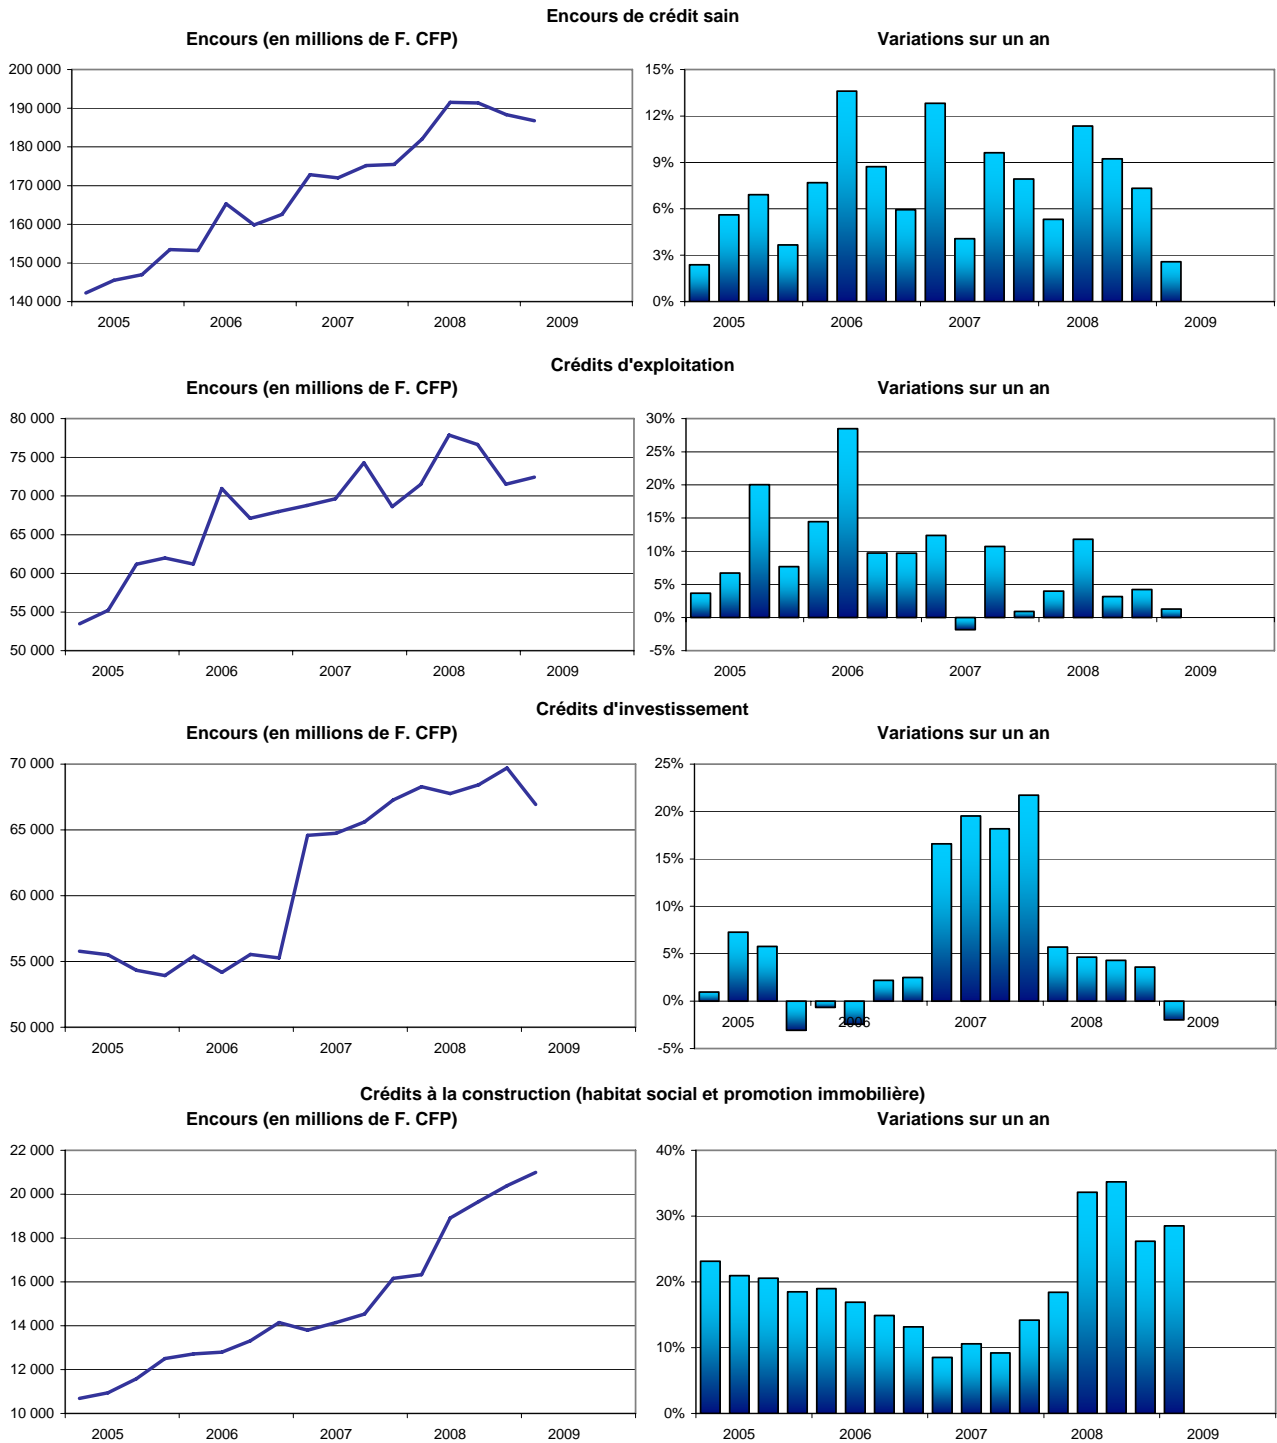 Encours de crédit sain
Encours (en millions de F. CFP)
Variations sur un an
200 000
190 000
180 000
170 000
160 000
150 000
140 000
2005 2006 2007 2008 2009
15%
12%
9%
6%
3%
0%
2005 2006 2007 2008 2009
Crédits d'exploitation
Encours (en millions de F. CFP)
Variations sur un an
80 000
75 000
70 000
65 000
60 000
55 000
50 000
2005 2006 2007 2008 2009
30%
25%
20%
15%
10%
5%
0%
-5%
2005 2006 2007 2008 2009
Crédits d'investissement
Encours (en millions de F. CFP)
Variations sur un an
70 000
65 000
60 000
55 000
50 000
2005 2006 2007 2008 2009
25%
20%
15%
10%
5%
0%
-5%
2005 2006 2007 2008 2009
Crédits à la construction (habitat social et promotion immobilière)
Encours (en millions de F. CFP)
Variations sur un an
22 000
20 000
18 000
16 000
14 000
12 000
10 000
2005 2006 2007 2008 2009
40%
30%
20%
10%
0%
2005 2006 2007 2008 2009